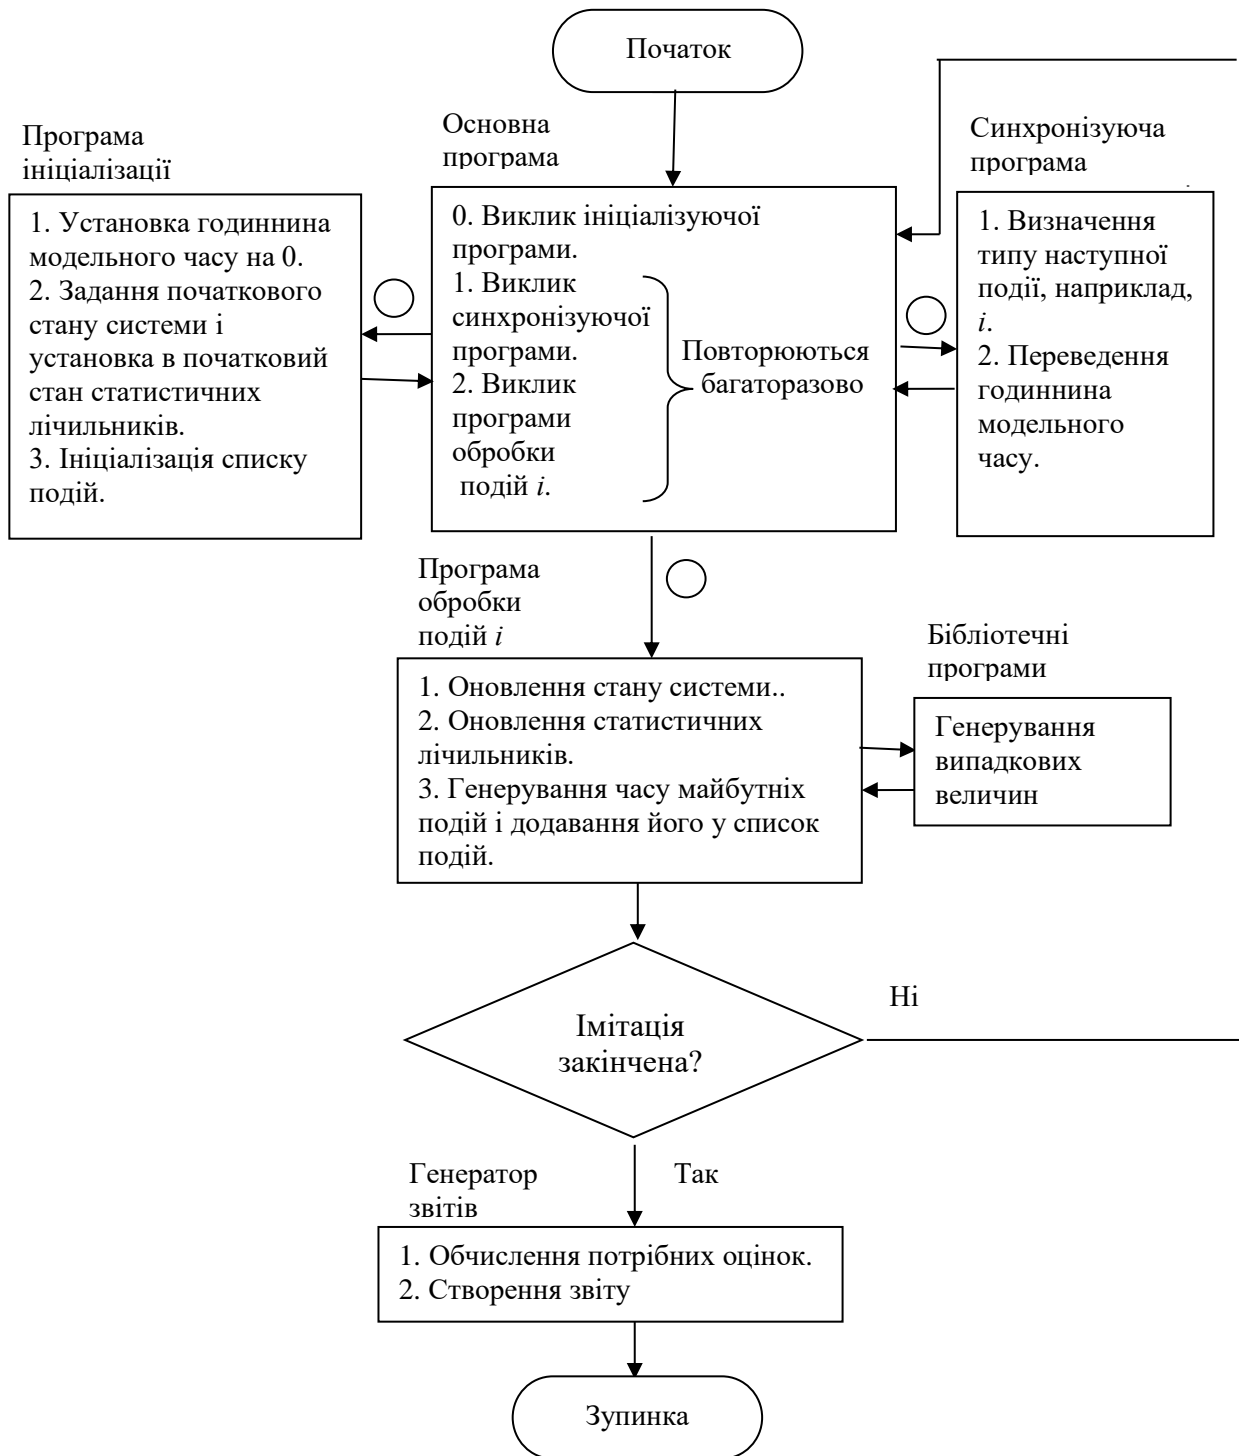 Початок
Програма
ініціалізації
1. Установка годиннина
модельного часу на 0.
2. Задання початкового
стану системи і
установка в початковий
стан статистичних
лічильників.
3. Ініціалізація списку
подій.
Основна
програма
0. Виклик ініціалізуючої
програми.
1. Виклик
синхронізуючої
програми.
2. Виклик
програми
обробки
подій i.
Повторюються
багаторазово
Синхронізуюча
програма
1. Визначення
типу наступної
події, наприклад,
i.
2. Переведення
годиннина
модельного
часу.
Програма
обробки
подій i
1. Оновлення стану системи..
2. Оновлення статистичних
лічильників.
3. Генерування часу майбутніх
подій і додавання його у список
подій.
Бібліотечні
програми
Генерування
випадкових
величин
Імітація
закінчена?
Ні
Генератор
звітів
Так
1. Обчислення потрібних оцінок.
2. Створення звіту
Зупинка